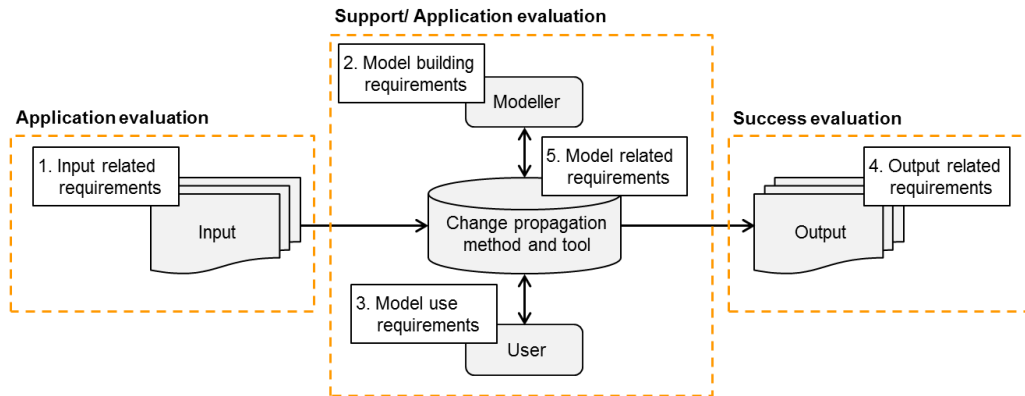 Support/ Application evaluation
2. Model building
requirements
Modeller
Application evaluation
1. Input related
requirements
Input
5. Model related
requirements
Change propagation
method and tool
3. Model use
requirements
User
Success evaluation
4. Output related
requirements
Output